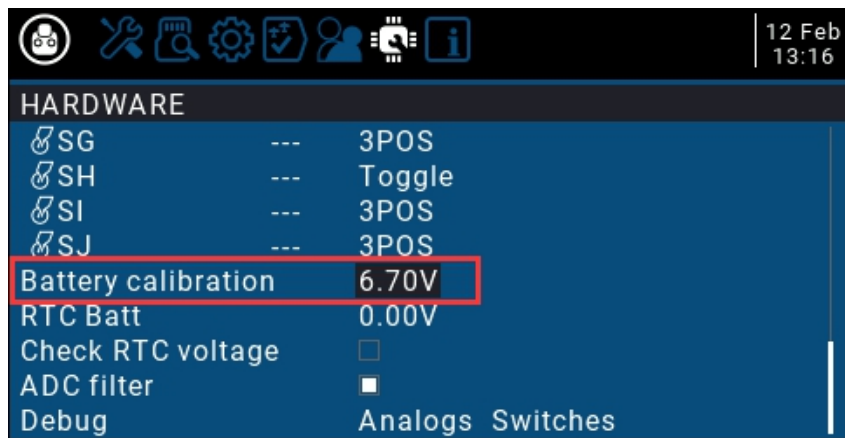 12 Feb
13:16
HARDWARE
SG --- 3POS
SH --- Toggle
SI --- 3POS
SJ --- 3POS
Battery calibration 6.70V
RTC Batt 0.00V
Check RTC voltage
ADC filter
Debug Analogs Switches